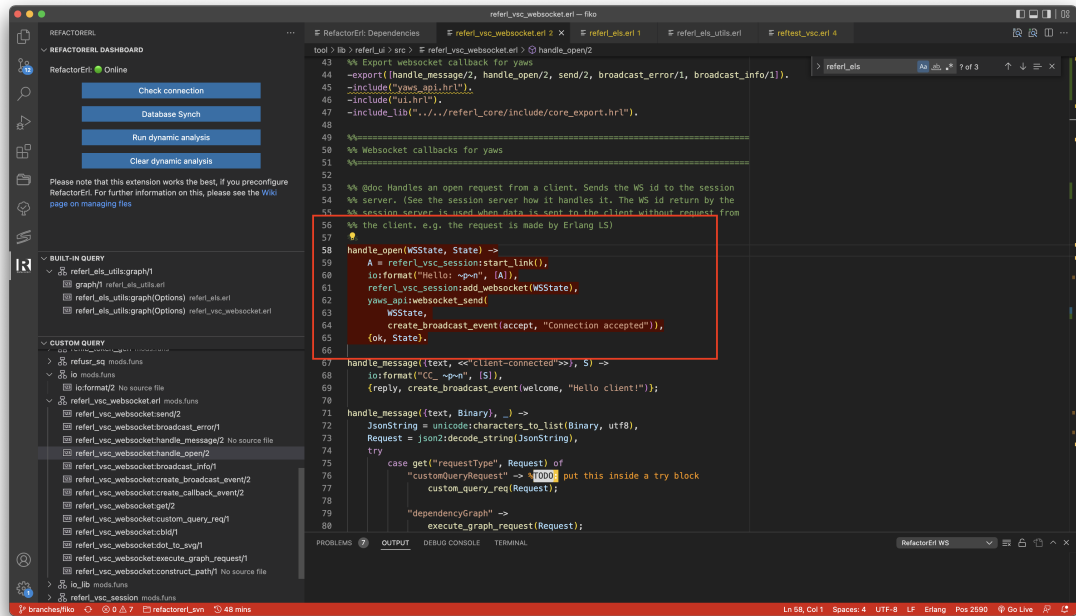 referl_vsc_websocket.erl — fiko
REFACTORERL
REFACTORERL DASHBOARD
RefactorErl: Online
Check connection
Database Synch
Run dynamic analysis
Clear dynamic analysis
Please note that this extension works the best, if you preconfigure
RefactorErl. For further information on this, please see the Wiki
page on managing files
BUILT-IN QUERY
referl_els_utils:graph/1
graph/1 referl_els_utils.erl
referl_els_utils:graph(Options) referl_els.erl
referl_els_utils:graph(Options) referl_vsc_websocket.erl
CUSTOM QUERY
refusr_sq mods.funs
io mods.funs
io:format/2 No source file
referl_vsc_websocket.erl mods.funs
referl_vsc_websocket:send/2
referl_vsc_websocket:broadcast_error/1
referl_vsc_websocket:handle_message/2 No source file
referl_vsc_websocket:handle_open/2
referl_vsc_websocket:broadcast_info/1
referl_vsc_websocket:create_broadcast_event/2
referl_vsc_websocket:create_callback_event/2
referl_vsc_websocket:get/2
referl_vsc_websocket:custom_query_req/1
referl_vsc_websocket:cbId/1
referl_vsc_websocket:dot_to_svg/1
referl_vsc_websocket:execute_graph_request/1
referl_vsc_websocket:construct_path/1 No source file
io_lib mods.funs
referl_vsc_session mods.funs
RefactorErl: Dependencies
referl_vsc_websocket.erl 2
referl_els.erl 1
referl_els_utils.erl
reftest_vsc.erl 4
tool > lib > referl_ui > src > referl_vsc_websocket.erl > handle_open/2
referl_els Aa ab ? of 3
43 %% Export websocket callback for yaws
44 -export([handle_message/2, handle_open/2, send/2, broadcast_error/1, broadcast_info/1]).
45 -include("yaws_api.hrl").
46 -include("ui.hrl").
47 -include_lib("../../referl_core/include/core_export.hrl").
48
49 %%==============================================================================
50 %% Websocket callbacks for yaws
51 %%==============================================================================
52
53 %% @doc Handles an open request from a client. Sends the WS id to the session
54 %% server. (See the session server how it handles it. The WS id return by the
55 %% session server is used when data is sent to the client without request from
56 %% the client. e.g. the request is made by Erlang LS)
57
58 handle_open(WSState, State) ->
59 A = referl_vsc_session:start_link(),
60 io:format("Hello: ~p~n", [A]),
61 referl_vsc_session:add_websocket(WSState),
62 yaws_api:websocket_send(
63 WSState,
64 create_broadcast_event(accept, "Connection accepted")),
65 {ok, State}.
66
67 handle_message({text, <<"client-connected">>}, S) ->
68 io:format("CC_ ~p~n", [S]),
69 {reply, create_broadcast_event(welcome, "Hello client!")};
70
71 handle_message({text, Binary}, _) ->
72 JsonString = unicode:characters_to_list(Binary, utf8),
73 Request = json2:decode_string(JsonString),
74 try
75 case get("requestType", Request) of
76 "customQueryRequest" -> %TODO: put this inside a try block
77 custom_query_req(Request);
78
79 "dependencyGraph" ->
80 execute_graph_request(Request);
PROBLEMS 7 OUTPUT DEBUG CONSOLE TERMINAL
RefactorErl WS
branches/fiko 0 7 refactorerl_svn 48 mins
Ln 58, Col 1 Spaces: 4 UTF-8 LF Erlang Pos 2590 Go Live